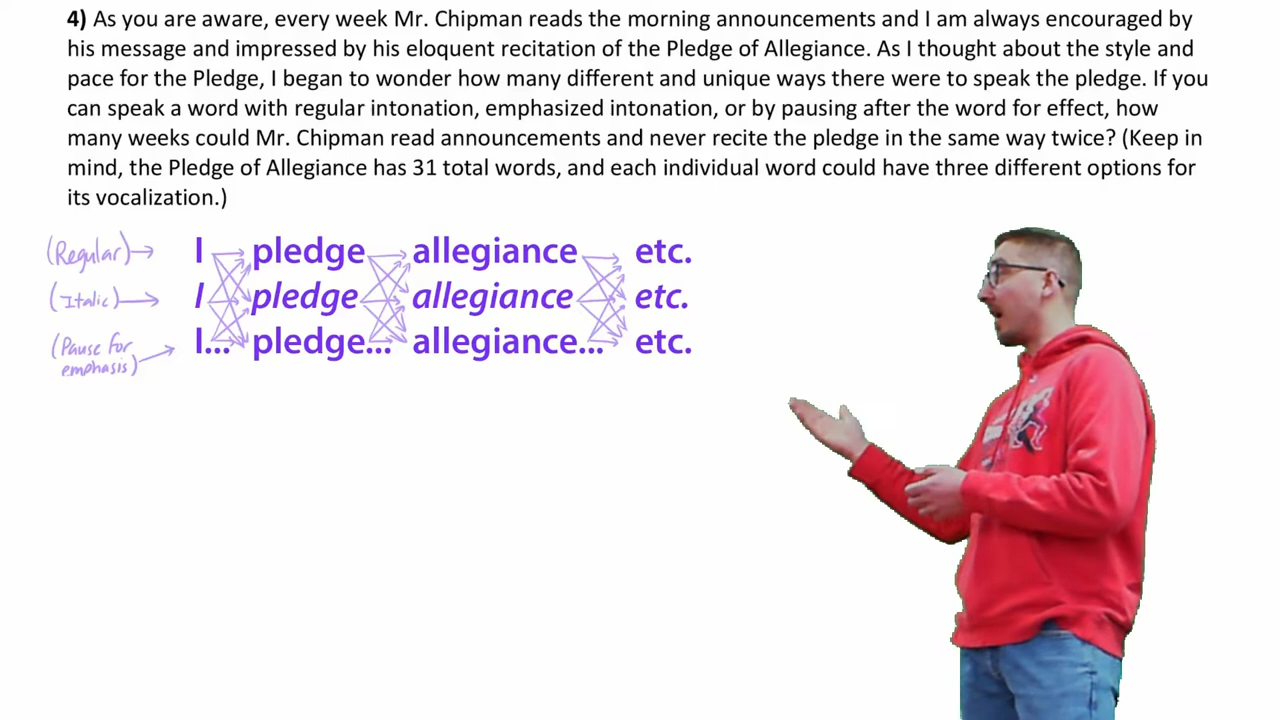 4) As you are aware, every week Mr. Chipman reads the morning announcements and I am always encouraged by
his message and impressed by his eloquent recitation of the Pledge of Allegiance. As I thought about the style and
pace for the Pledge, I began to wonder how many different and unique ways there were to speak the pledge. If you
can speak a word with regular intonation, emphasized intonation, or by pausing after the word for effect, how
many weeks could Mr. Chipman read announcements and never recite the pledge in the same way twice? (Keep in
mind, the Pledge of Allegiance has 31 total words, and each individual word could have three different options for
its vocalization.)
(Regular) → I pledge allegiance etc.
(Italic) → I pledge allegiance etc.
(Pause for
emphasis) → I... pledge... allegiance... etc.